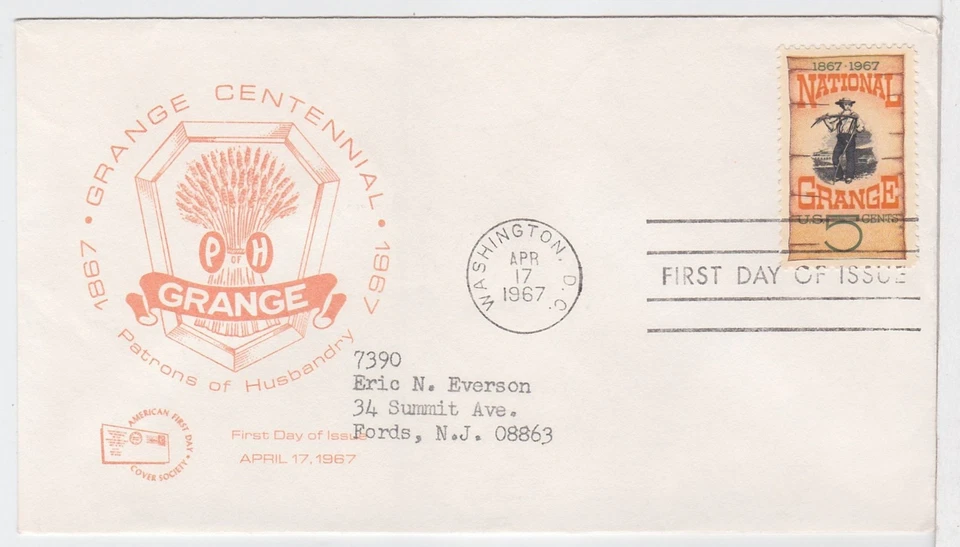 GRANGE CENTENNIAL
1867 • • 1967
P OF H
GRANGE
Patrons of Husbandry
AMERICAN FIRST DAY
COVER SOCIETY •
First Day of Issue
APRIL 17, 1967
WASHINGTON, D.C.
APR
17
1967
1867·1967
NATIONAL
GRANGE
U.S. 5 CENTS
FIRST DAY OF ISSUE
7390
Eric N. Everson
34 Summit Ave.
Fords, N.J. 08863